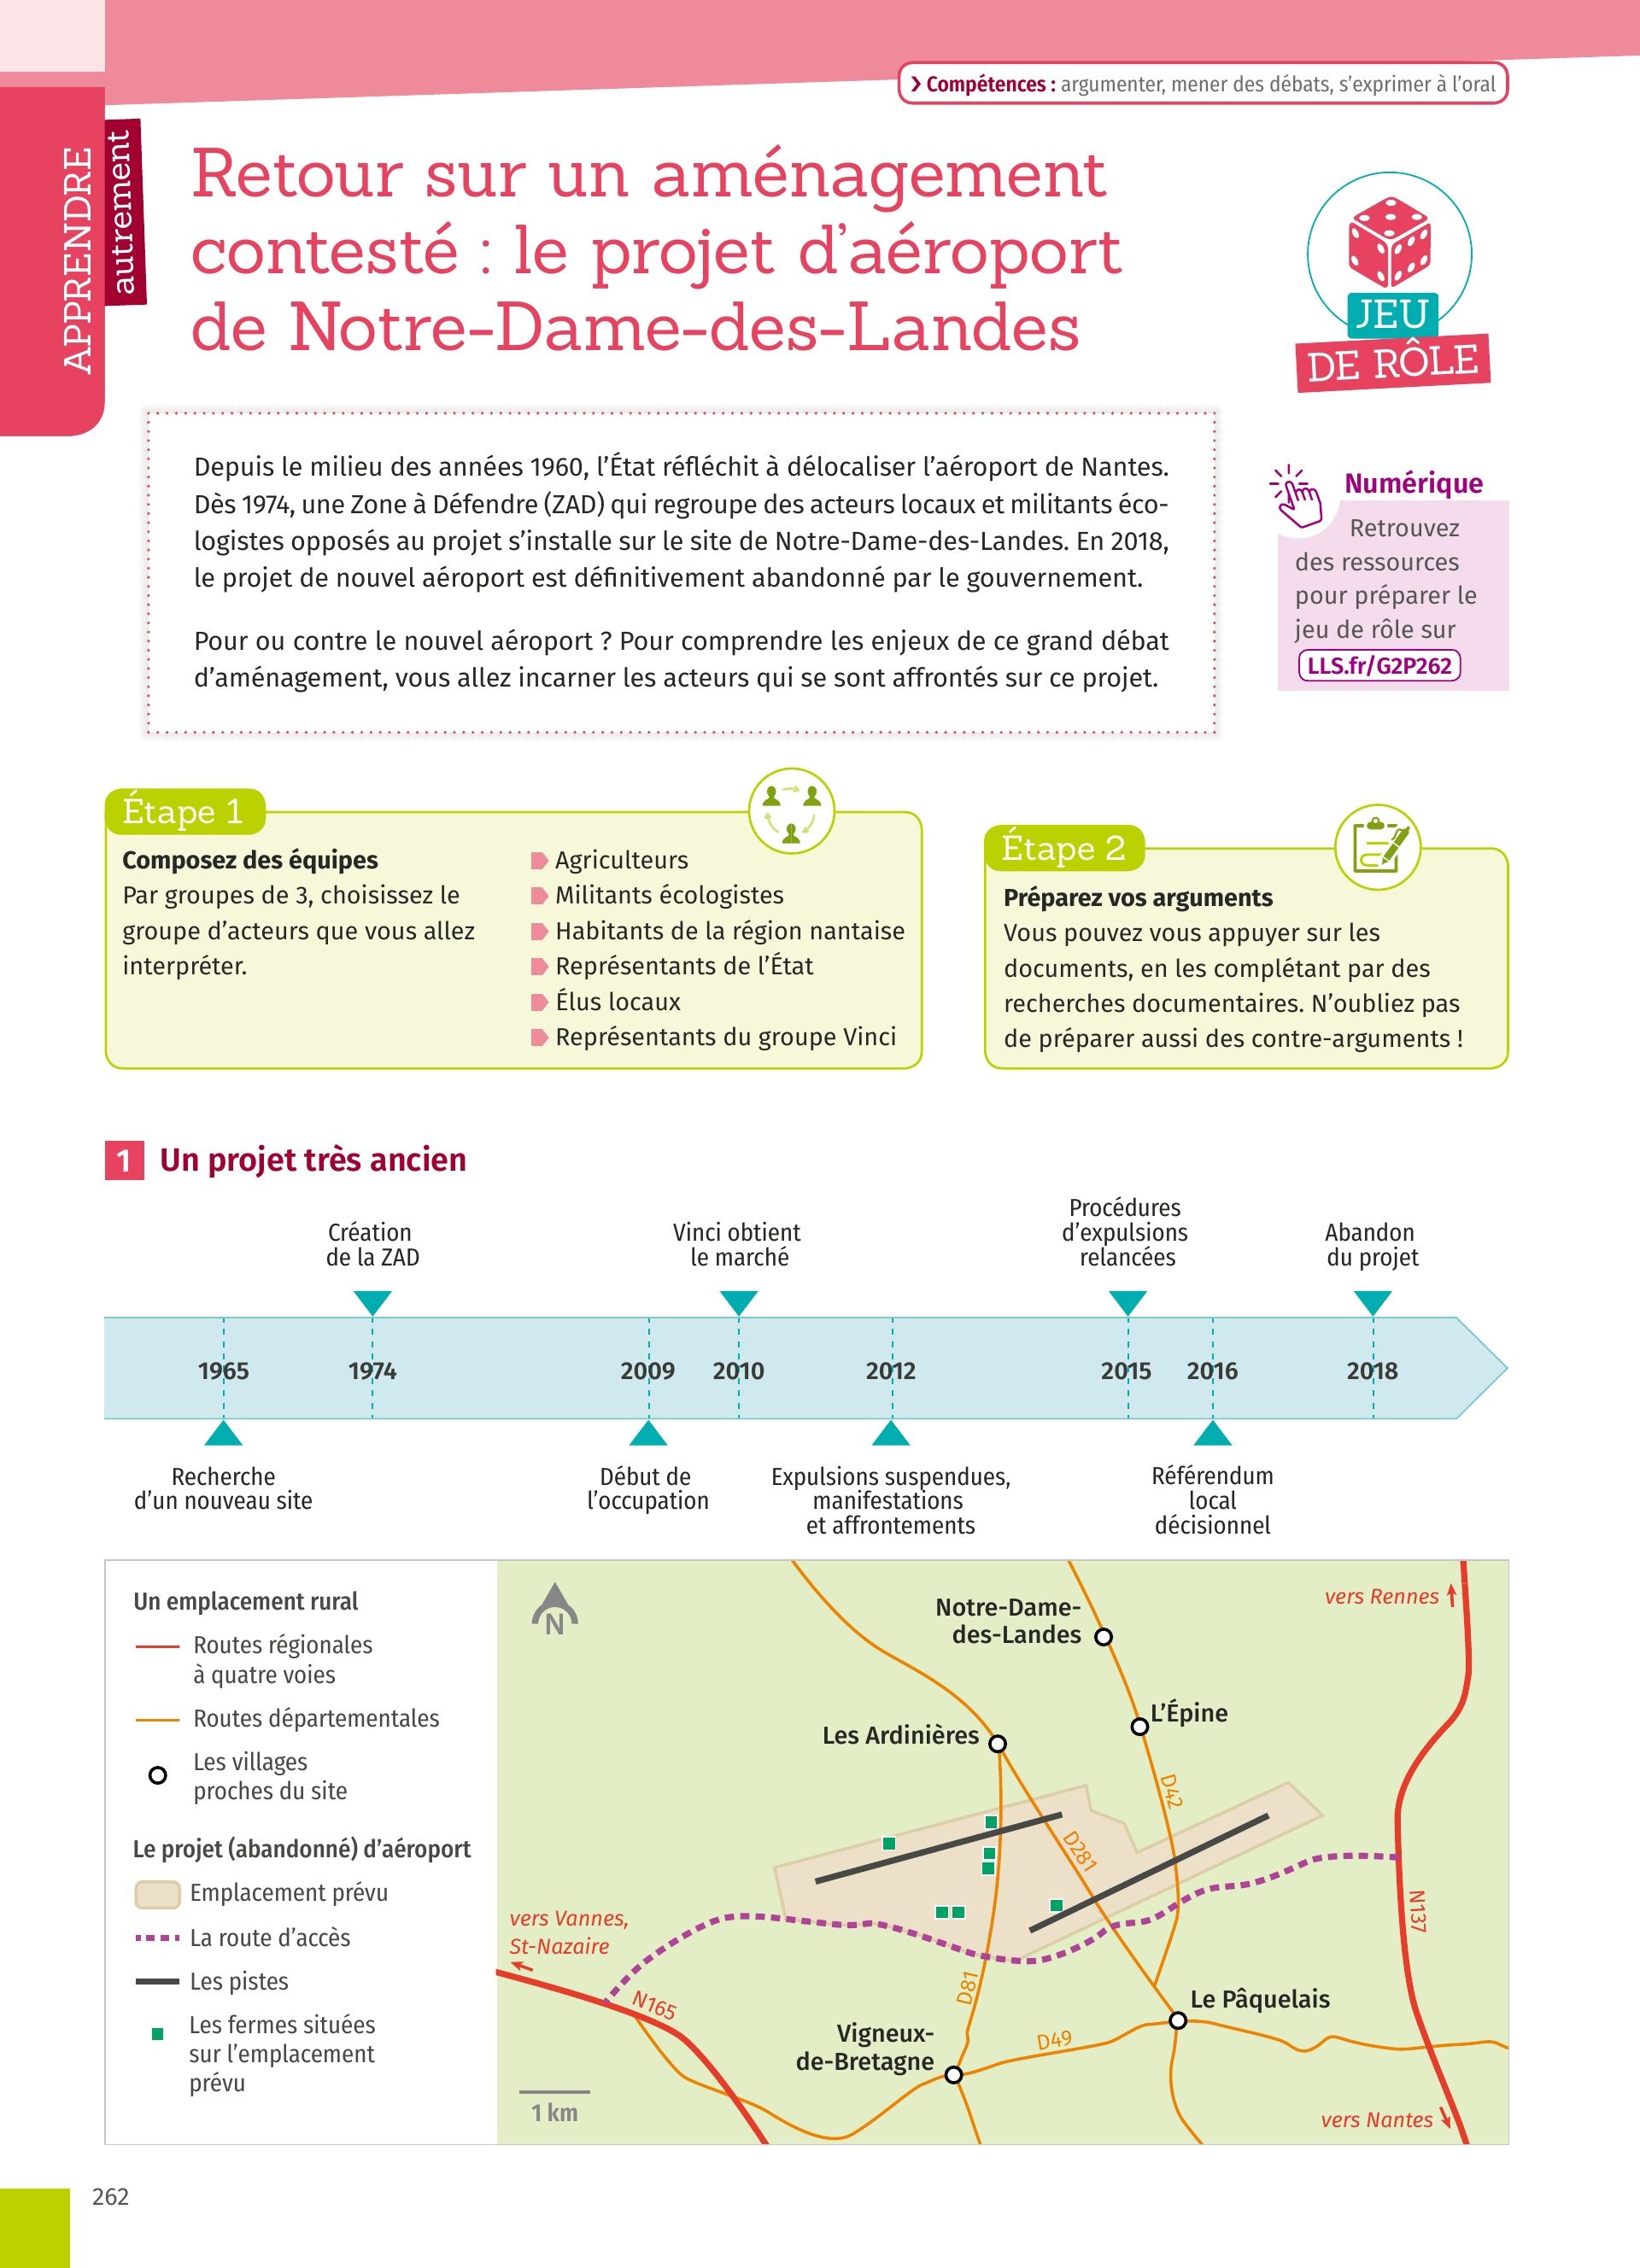 ❯ Compétences : argumenter, mener des débats, s’exprimer à l’oral
APPRENDRE
autrement
Retour sur un aménagement
contesté : le projet d’aéroport
de Notre-Dame-des-Landes
JEU
DE RÔLE
Depuis le milieu des années 1960, l’État réfléchit à délocaliser l’aéroport de Nantes.
Dès 1974, une Zone à Défendre (ZAD) qui regroupe des acteurs locaux et militants éco-
logistes opposés au projet s’installe sur le site de Notre-Dame-des-Landes. En 2018,
le projet de nouvel aéroport est définitivement abandonné par le gouvernement.
Pour ou contre le nouvel aéroport ? Pour comprendre les enjeux de ce grand débat
d’aménagement, vous allez incarner les acteurs qui se sont affrontés sur ce projet.
Numérique
Retrouvez
des ressources
pour préparer le
jeu de rôle sur
LLS.fr/G2P262
Étape 1
Composez des équipes
Par groupes de 3, choisissez le
groupe d’acteurs que vous allez
interpréter.
Agriculteurs
Militants écologistes
Habitants de la région nantaise
Représentants de l’État
Élus locaux
Représentants du groupe Vinci
Étape 2
Préparez vos arguments
Vous pouvez vous appuyer sur les
documents, en les complétant par des
recherches documentaires. N’oubliez pas
de préparer aussi des contre-arguments !
1 Un projet très ancien
Création
de la ZAD
Vinci obtient
le marché
Procédures
d’expulsions
relancées
Abandon
du projet
1965 1974 2009 2010 2012 2015 2016 2018
Recherche
d’un nouveau site
Début de
l’occupation
Expulsions suspendues,
manifestations
et affrontements
Référendum
local
décisionnel
Un emplacement rural
Routes régionales
à quatre voies
Routes départementales
Les villages
proches du site
Le projet (abandonné) d’aéroport
Emplacement prévu
La route d’accès
Les pistes
Les fermes situées
sur l’emplacement
prévu
N
Notre-Dame-
des-Landes
vers Rennes
L’Épine
Les Ardinières
D42
D281
N137
vers Vannes,
St-Nazaire
N165
D81
Le Pâquelais
Vigneux-
de-Bretagne
D49
1 km
vers Nantes
262